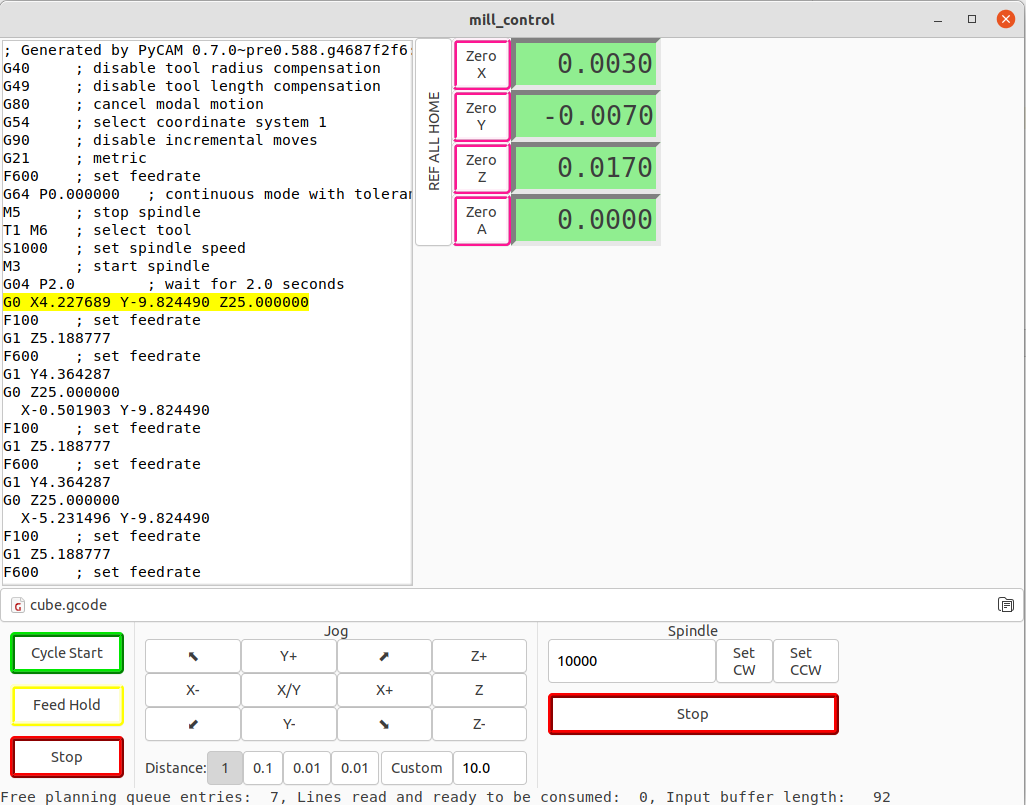 mill_control
; Generated by PyCAM 0.7.0~pre0.588.g4687f2f6
G40     ; disable tool radius compensation
G49     ; disable tool length compensation
G80     ; cancel modal motion
G54     ; select coordinate system 1
G90     ; disable incremental moves
G21     ; metric
F600    ; set feedrate
G64 P0.000000   ; continuous mode with toleran
M5      ; stop spindle
T1 M6   ; select tool
S1000   ; set spindle speed
M3      ; start spindle
G04 P2.0        ; wait for 2.0 seconds
G0 X4.227689 Y-9.824490 Z25.000000
F100    ; set feedrate
G1 Z5.188777
F600    ; set feedrate
G1 Y4.364287
G0 Z25.000000
  X-0.501903 Y-9.824490
F100    ; set feedrate
G1 Z5.188777
F600    ; set feedrate
G1 Y4.364287
G0 Z25.000000
  X-5.231496 Y-9.824490
F100    ; set feedrate
G1 Z5.188777
F600    ; set feedrate
REF ALL HOME
Zero
X
0.0030
Zero
Y
-0.0070
Zero
Z
0.0170
Zero
A
0.0000
cube.gcode
Cycle Start
Feed Hold
Stop
Jog
⬉ Y+ ⬈ Z+
X- X/Y X+ Z
⬋ Y- ⬊ Z-
Distance: 1 0.1 0.01 0.01 Custom 10.0
Spindle
10000
Set
CW
Set
CCW
Stop
Free planning queue entries:  7, Lines read and ready to be consumed:  0, Input buffer length:   92